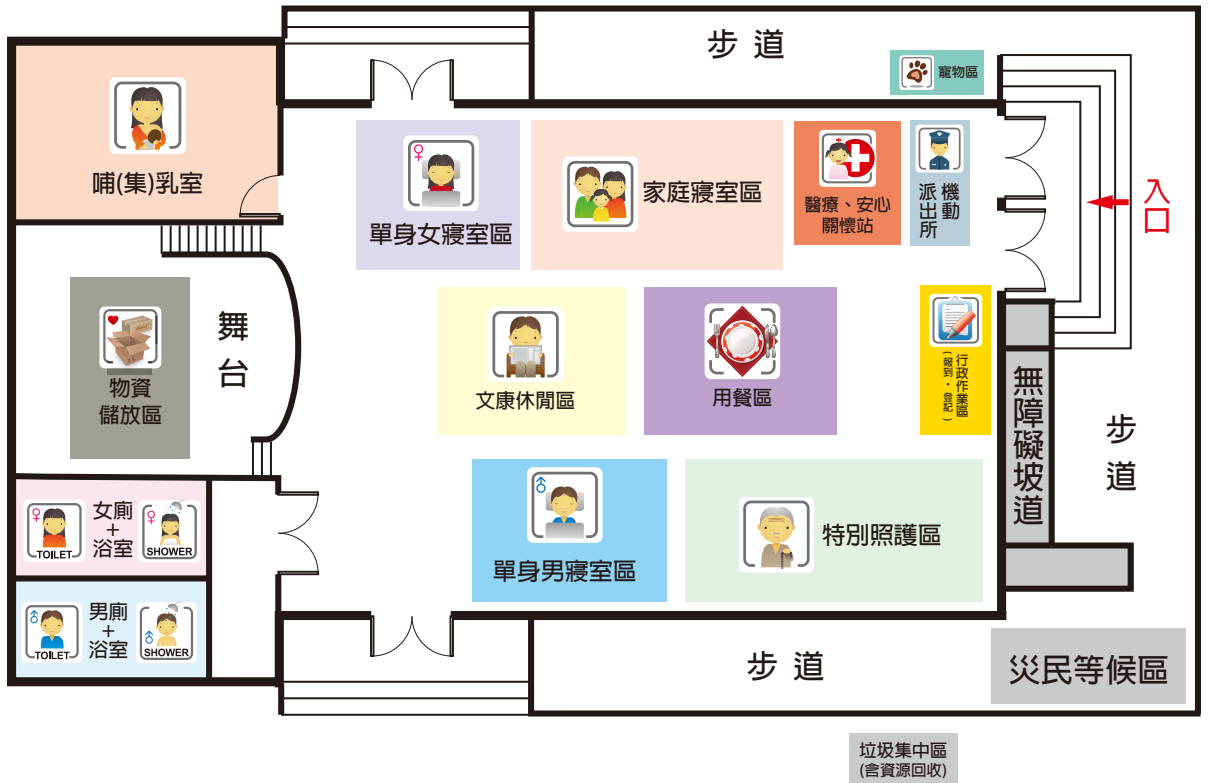 步道
寵物區
哺(集)乳室
單身女寢室區
家庭寢室區
醫療、安心
關懷站
機動
派出所
入口
舞台
物資
儲放區
文康休閒區
用餐區
行政作業區
(報到・登記)
無障礙坡道
步道
女廁
+
浴室
TOILET
SHOWER
男廁
+
浴室
TOILET
SHOWER
單身男寢室區
特別照護區
步道
災民等候區
垃圾集中區
(含資源回收)